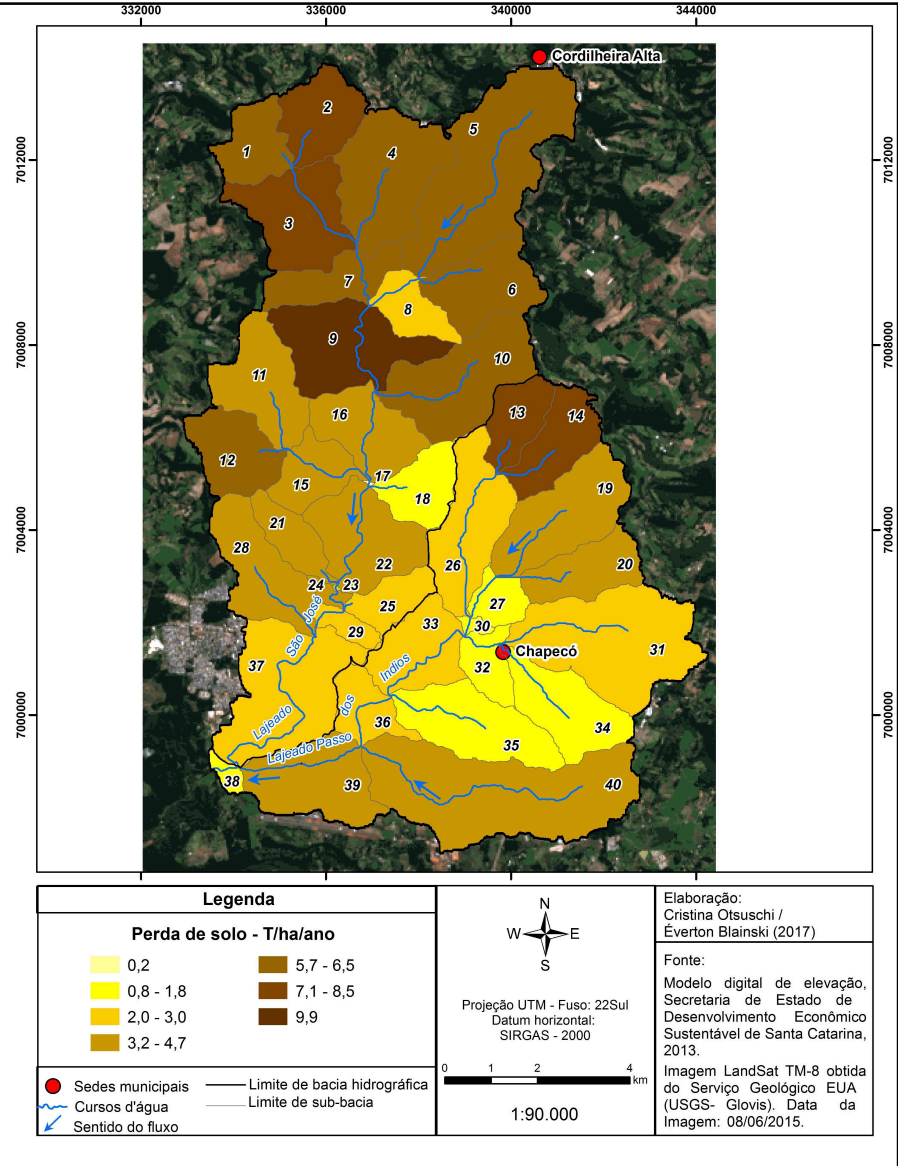 332000
336000
340000
344000
Cordilheira Alta
2
5
1
4
7012000
7012000
3
7
6
8
9
7008000
7008000
10
11
13
14
16
12
17
15
18
19
21
7004000
7004000
28
22
26
20
24
23
27
25
33
30
29
31
Chapecó
São José
37
32
Indios
dos
7000000
7000000
Lajeado
36
34
35
Lajeado Passo
38
39
40
Legenda
Perda de solo - T/ha/ano
0,2
0,8 - 1,8
2,0 - 3,0
3,2 - 4,7
5,7 - 6,5
7,1 - 8,5
9,9
Sedes municipais
Cursos d'água
Sentido do fluxo
Limite de bacia hidrográfica
Limite de sub-bacia
N
W
E
S
Projeção UTM - Fuso: 22Sul
Datum horizontal:
SIRGAS - 2000
0
2
4
km
1:90.000
Elaboração:
Cristina Otsuschi /
Éverton Blainski (2017)
Fonte:
Modelo digital de elevação,
Secretaria de Estado de
Desenvolvimento Econômico
Sustentável de Santa Catarina,
2013.
Imagem LandSat TM-8 obtida
do Serviço Geológico EUA
(USGS- Glovis). Data da
Imagem: 08/06/2015.